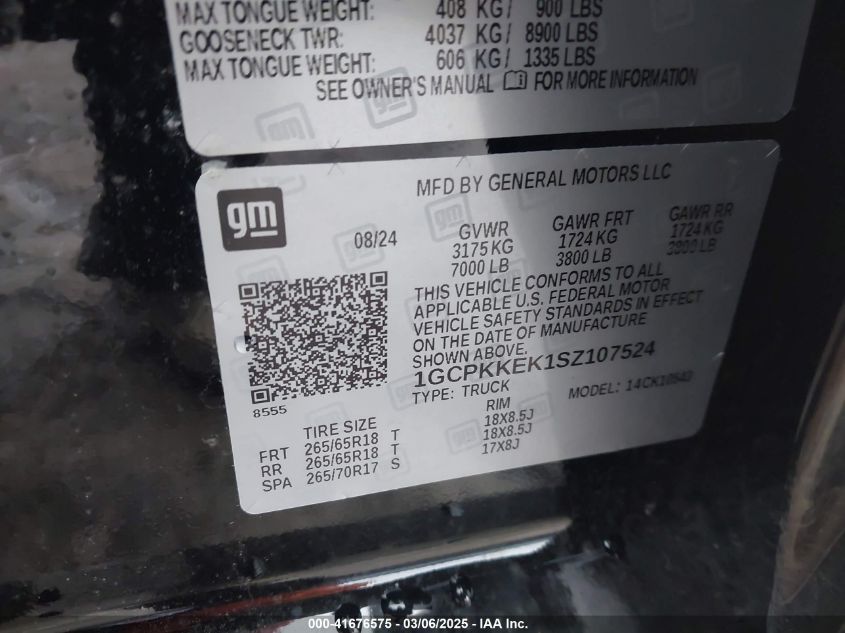 MAX TONGUE WEIGHT: 408 KG/ 900 LBS
GOOSENECK TWR: 4037 KG/ 8900 LBS
MAX TONGUE WEIGHT: 606 KG/ 1335 LBS
SEE OWNER'S MANUAL FOR MORE INFORMATION
gm
MFD BY GENERAL MOTORS LLC
08/24
GVWR GAWR FRT GAWR RR
3175 KG 1724 KG 1724 KG
7000 LB 3800 LB 3800 LB
THIS VEHICLE CONFORMS TO ALL
APPLICABLE U.S. FEDERAL MOTOR
VEHICLE SAFETY STANDARDS IN EFFECT
ON THE DATE OF MANUFACTURE
SHOWN ABOVE.
1GCPKKEK1SZ107524
TYPE: TRUCK MODEL: 14CK10543
8555
TIRE SIZE RIM
FRT 265/65R18 T 18X8.5J
RR 265/65R18 T 18X8.5J
SPA 265/70R17 S 17X8J
000-41676575 — 03/06/2025 — IAA Inc.